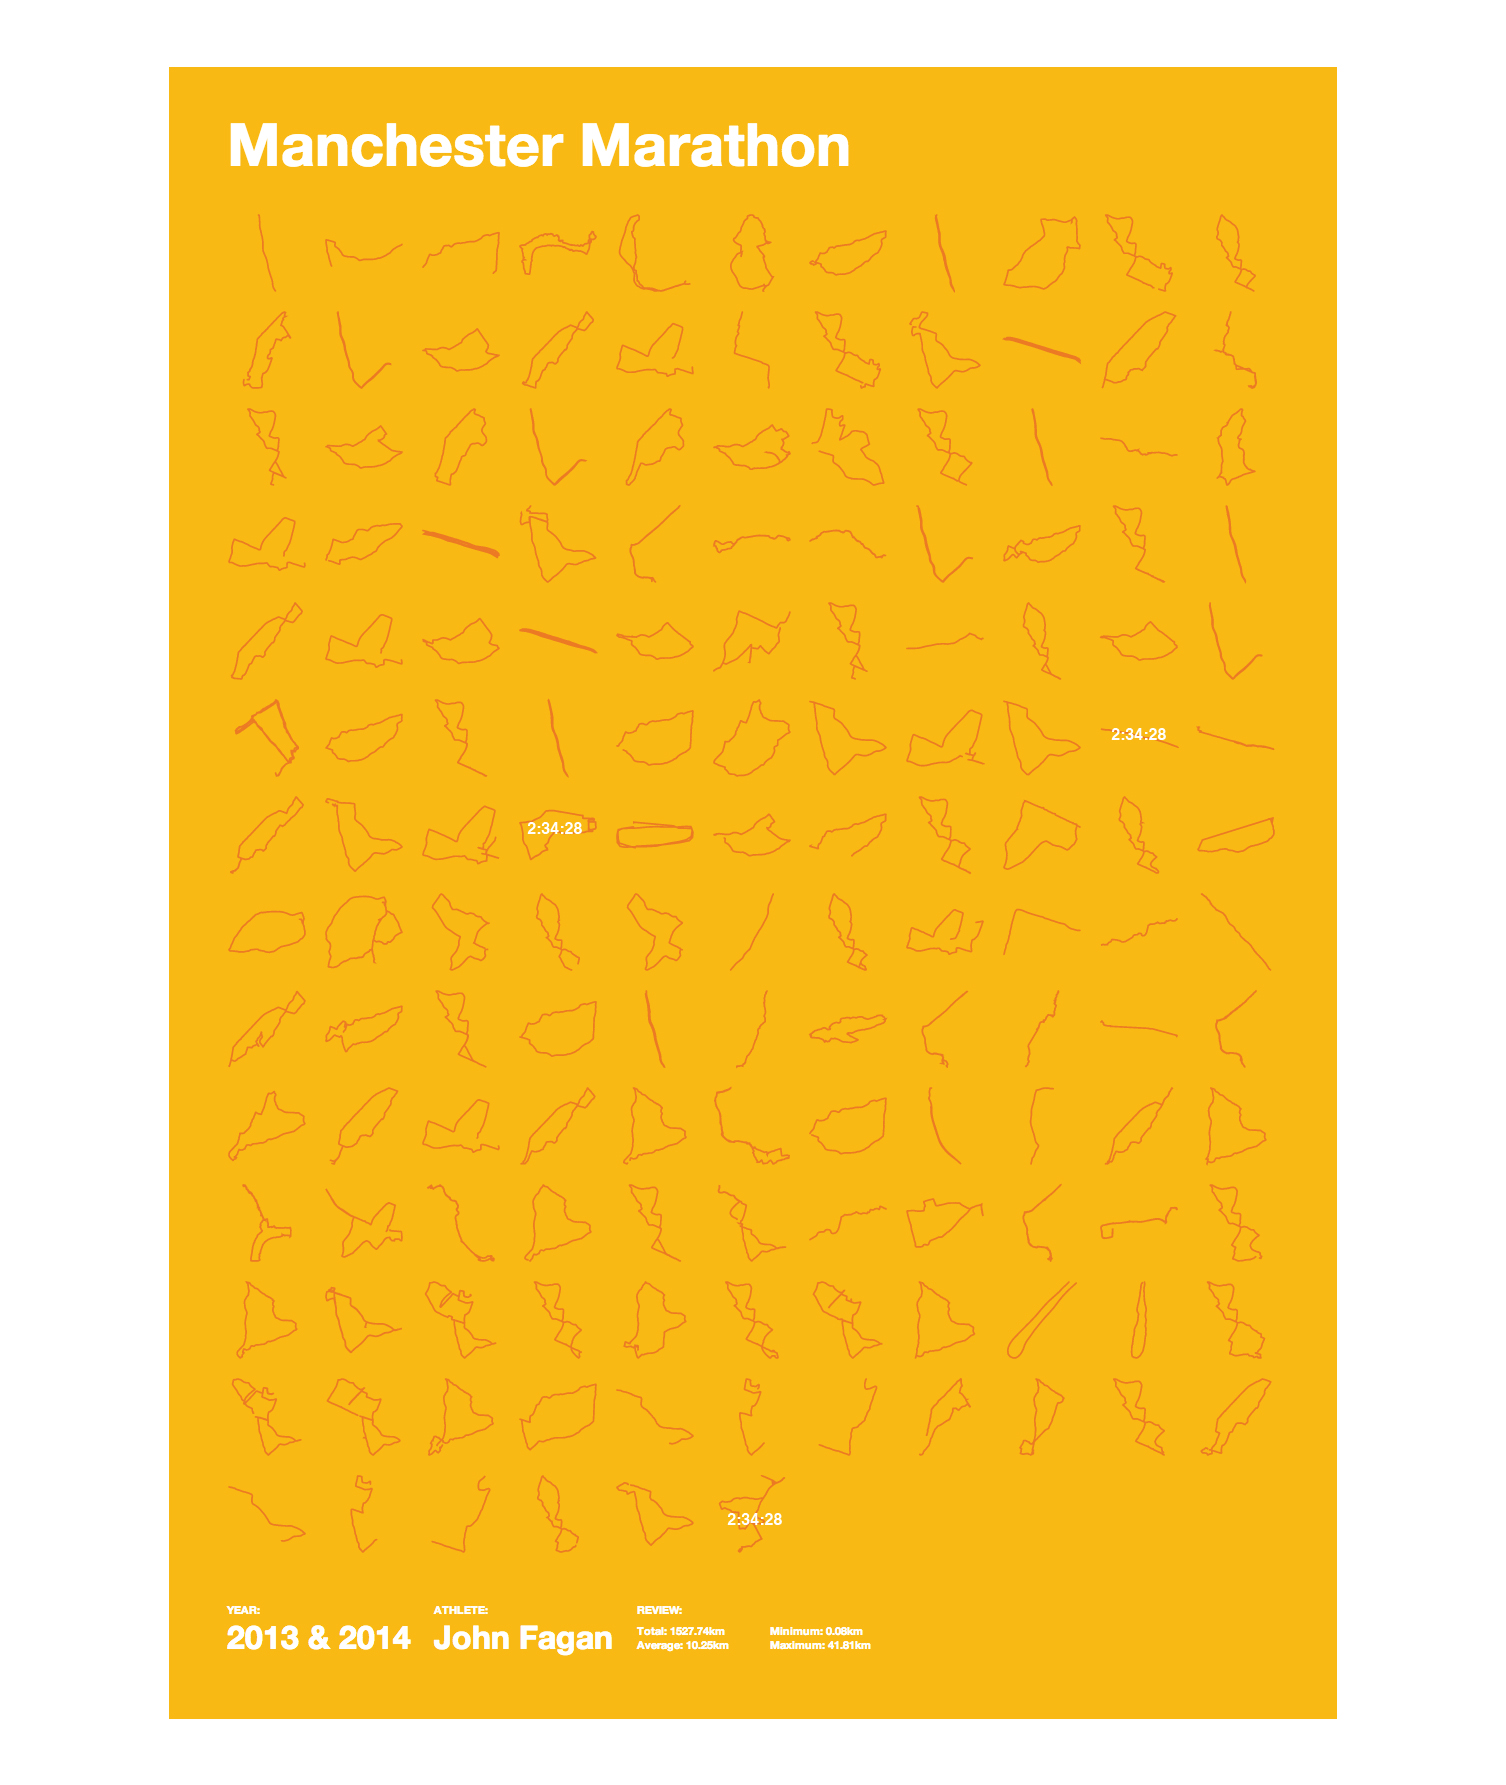 Manchester Marathon
2:34:28
2:34:28
2:34:28
YEAR:
2013 & 2014
ATHLETE:
John Fagan
REVIEW:
Total: 1527.74km
Average: 10.25km
Minimum: 0.08km
Maximum: 41.81km